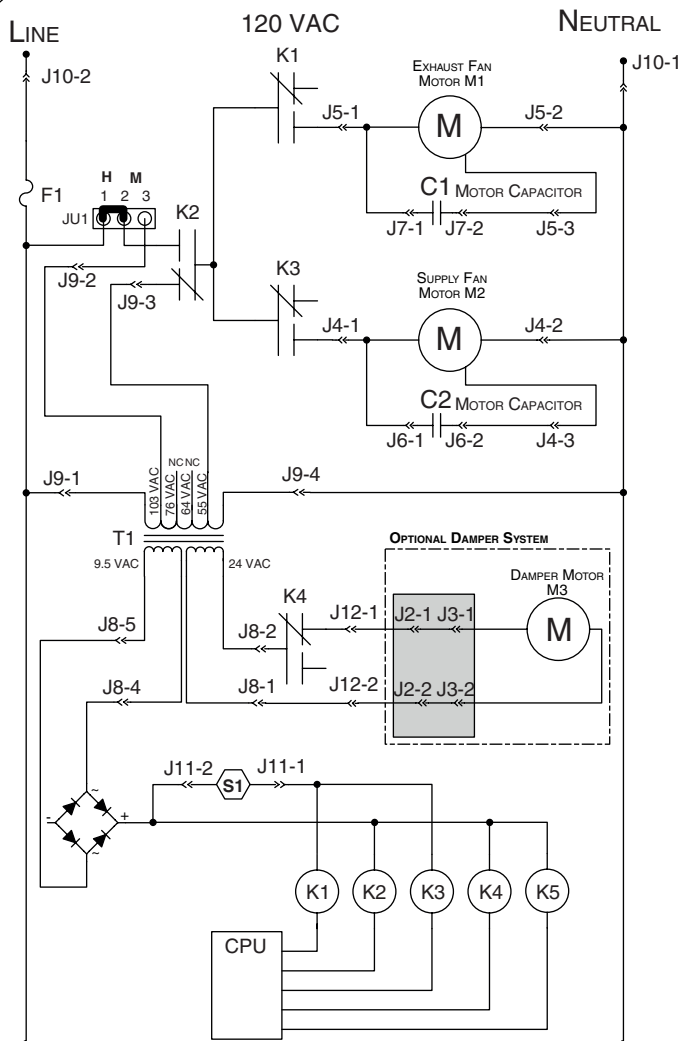 LINE
120 VAC
NEUTRAL
J10-2
K1
EXHAUST FAN
MOTOR M1
J10-1
J5-1
M
J5-2
H M
1 2 3
F1
JU1
K2
C1 MOTOR CAPACITOR
J7-1 J7-2 J5-3
J9-2
J9-3
K3
SUPPLY FAN
MOTOR M2
J4-1
M
J4-2
C2 MOTOR CAPACITOR
J6-1 J6-2 J4-3
J9-1
103 VAC
76 VAC
NC
64 VAC
NC
55 VAC
J9-4
T1
9.5 VAC
24 VAC
OPTIONAL DAMPER SYSTEM
K4
DAMPER MOTOR
M3
J8-5
J8-2
J12-1
J2-1 J3-1
M
J8-4
J8-1
J12-2
J2-2 J3-2
J11-2
S1
J11-1
~
- +
~
K1 K2 K3 K4 K5
CPU